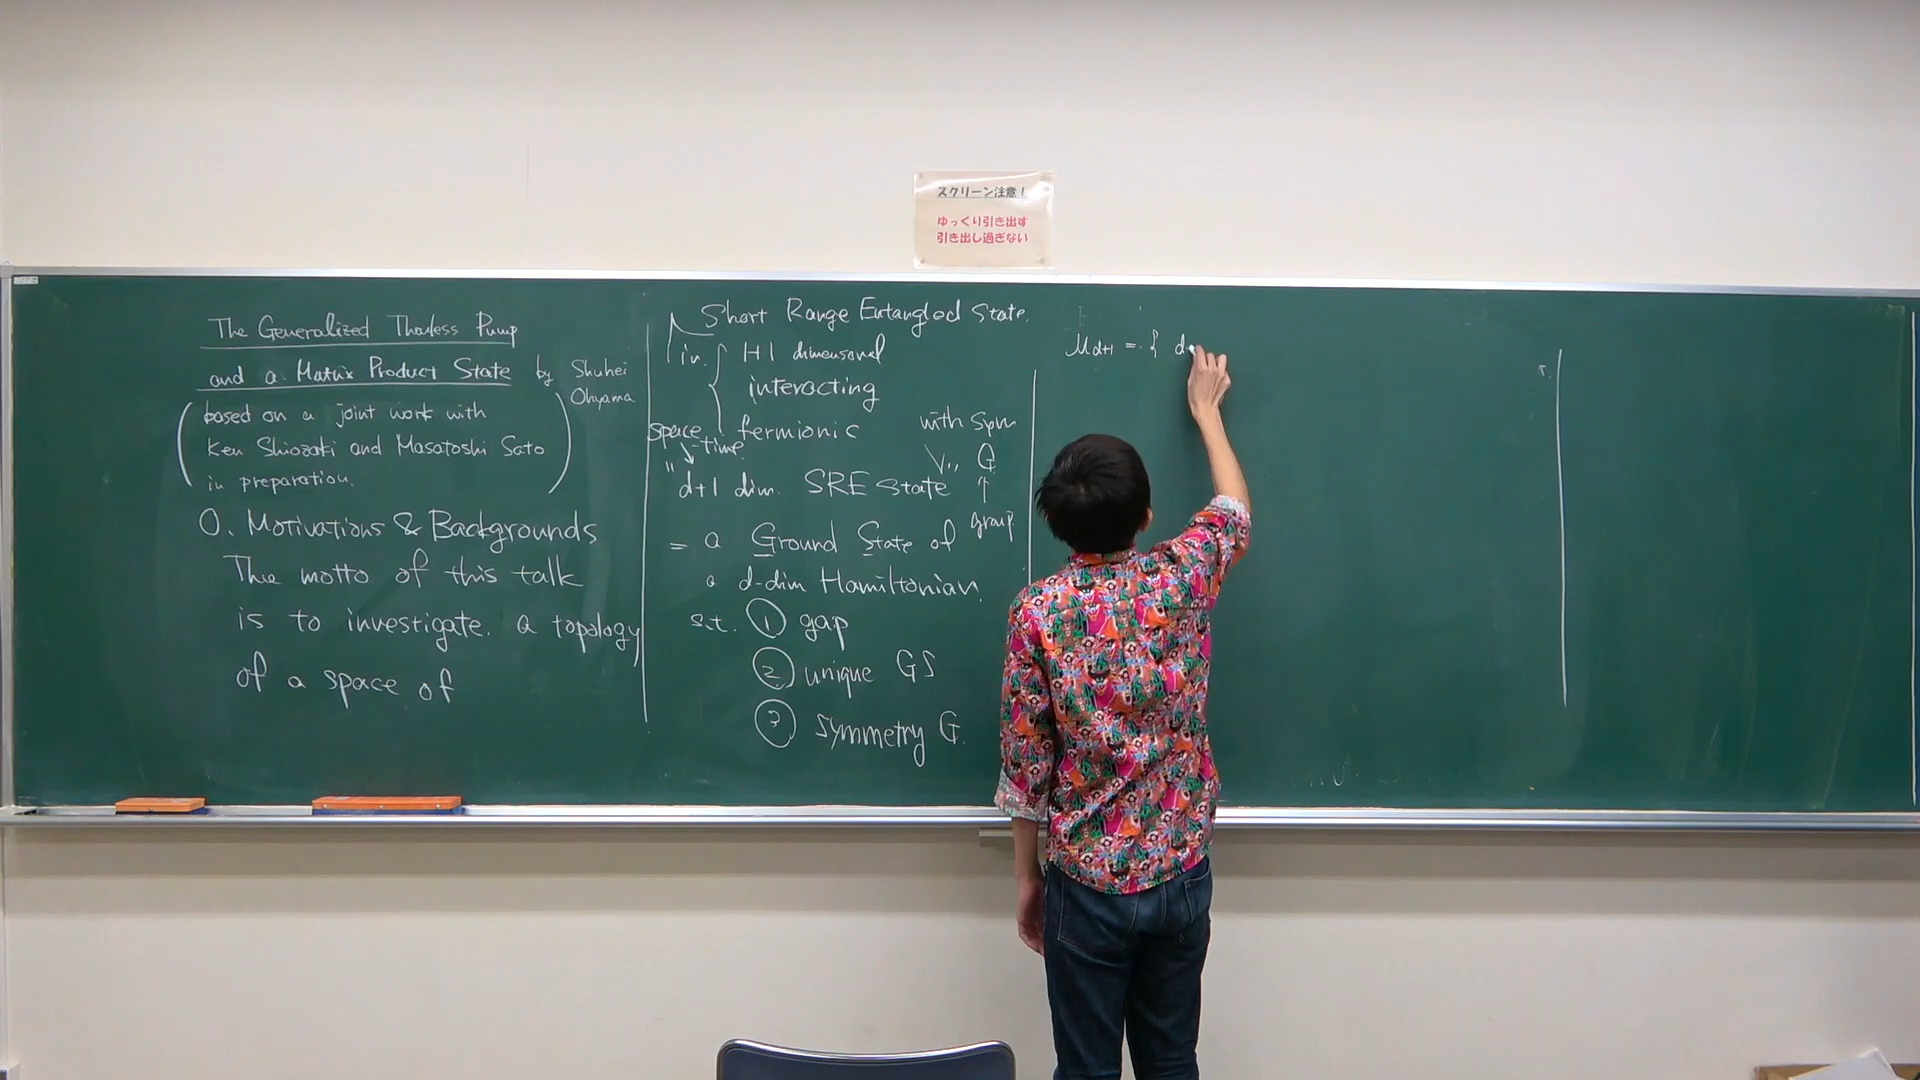 スクリーン注意!
ゆっくり引き出す
引き出し過ぎない
The Generalized Thouless Pump
and a Matrix Product State by Shuhei Ohyama
(based on a joint work with
Ken Shiozaki and Masatoshi Sato
in preparation.)
0. Motivations & Backgrounds
The motto of this talk
is to investigate. a topology
of a space of
Short Range Entangled State.
in. { 1+1 dimensional
interacting
fermionic
space-time
with sym
G
group
d+1 dim. SRE state
= a Ground State of
a d-dim Hamiltonian.
s.t. ① gap
② unique GS
③ symmetry G.
M d+1 = { d